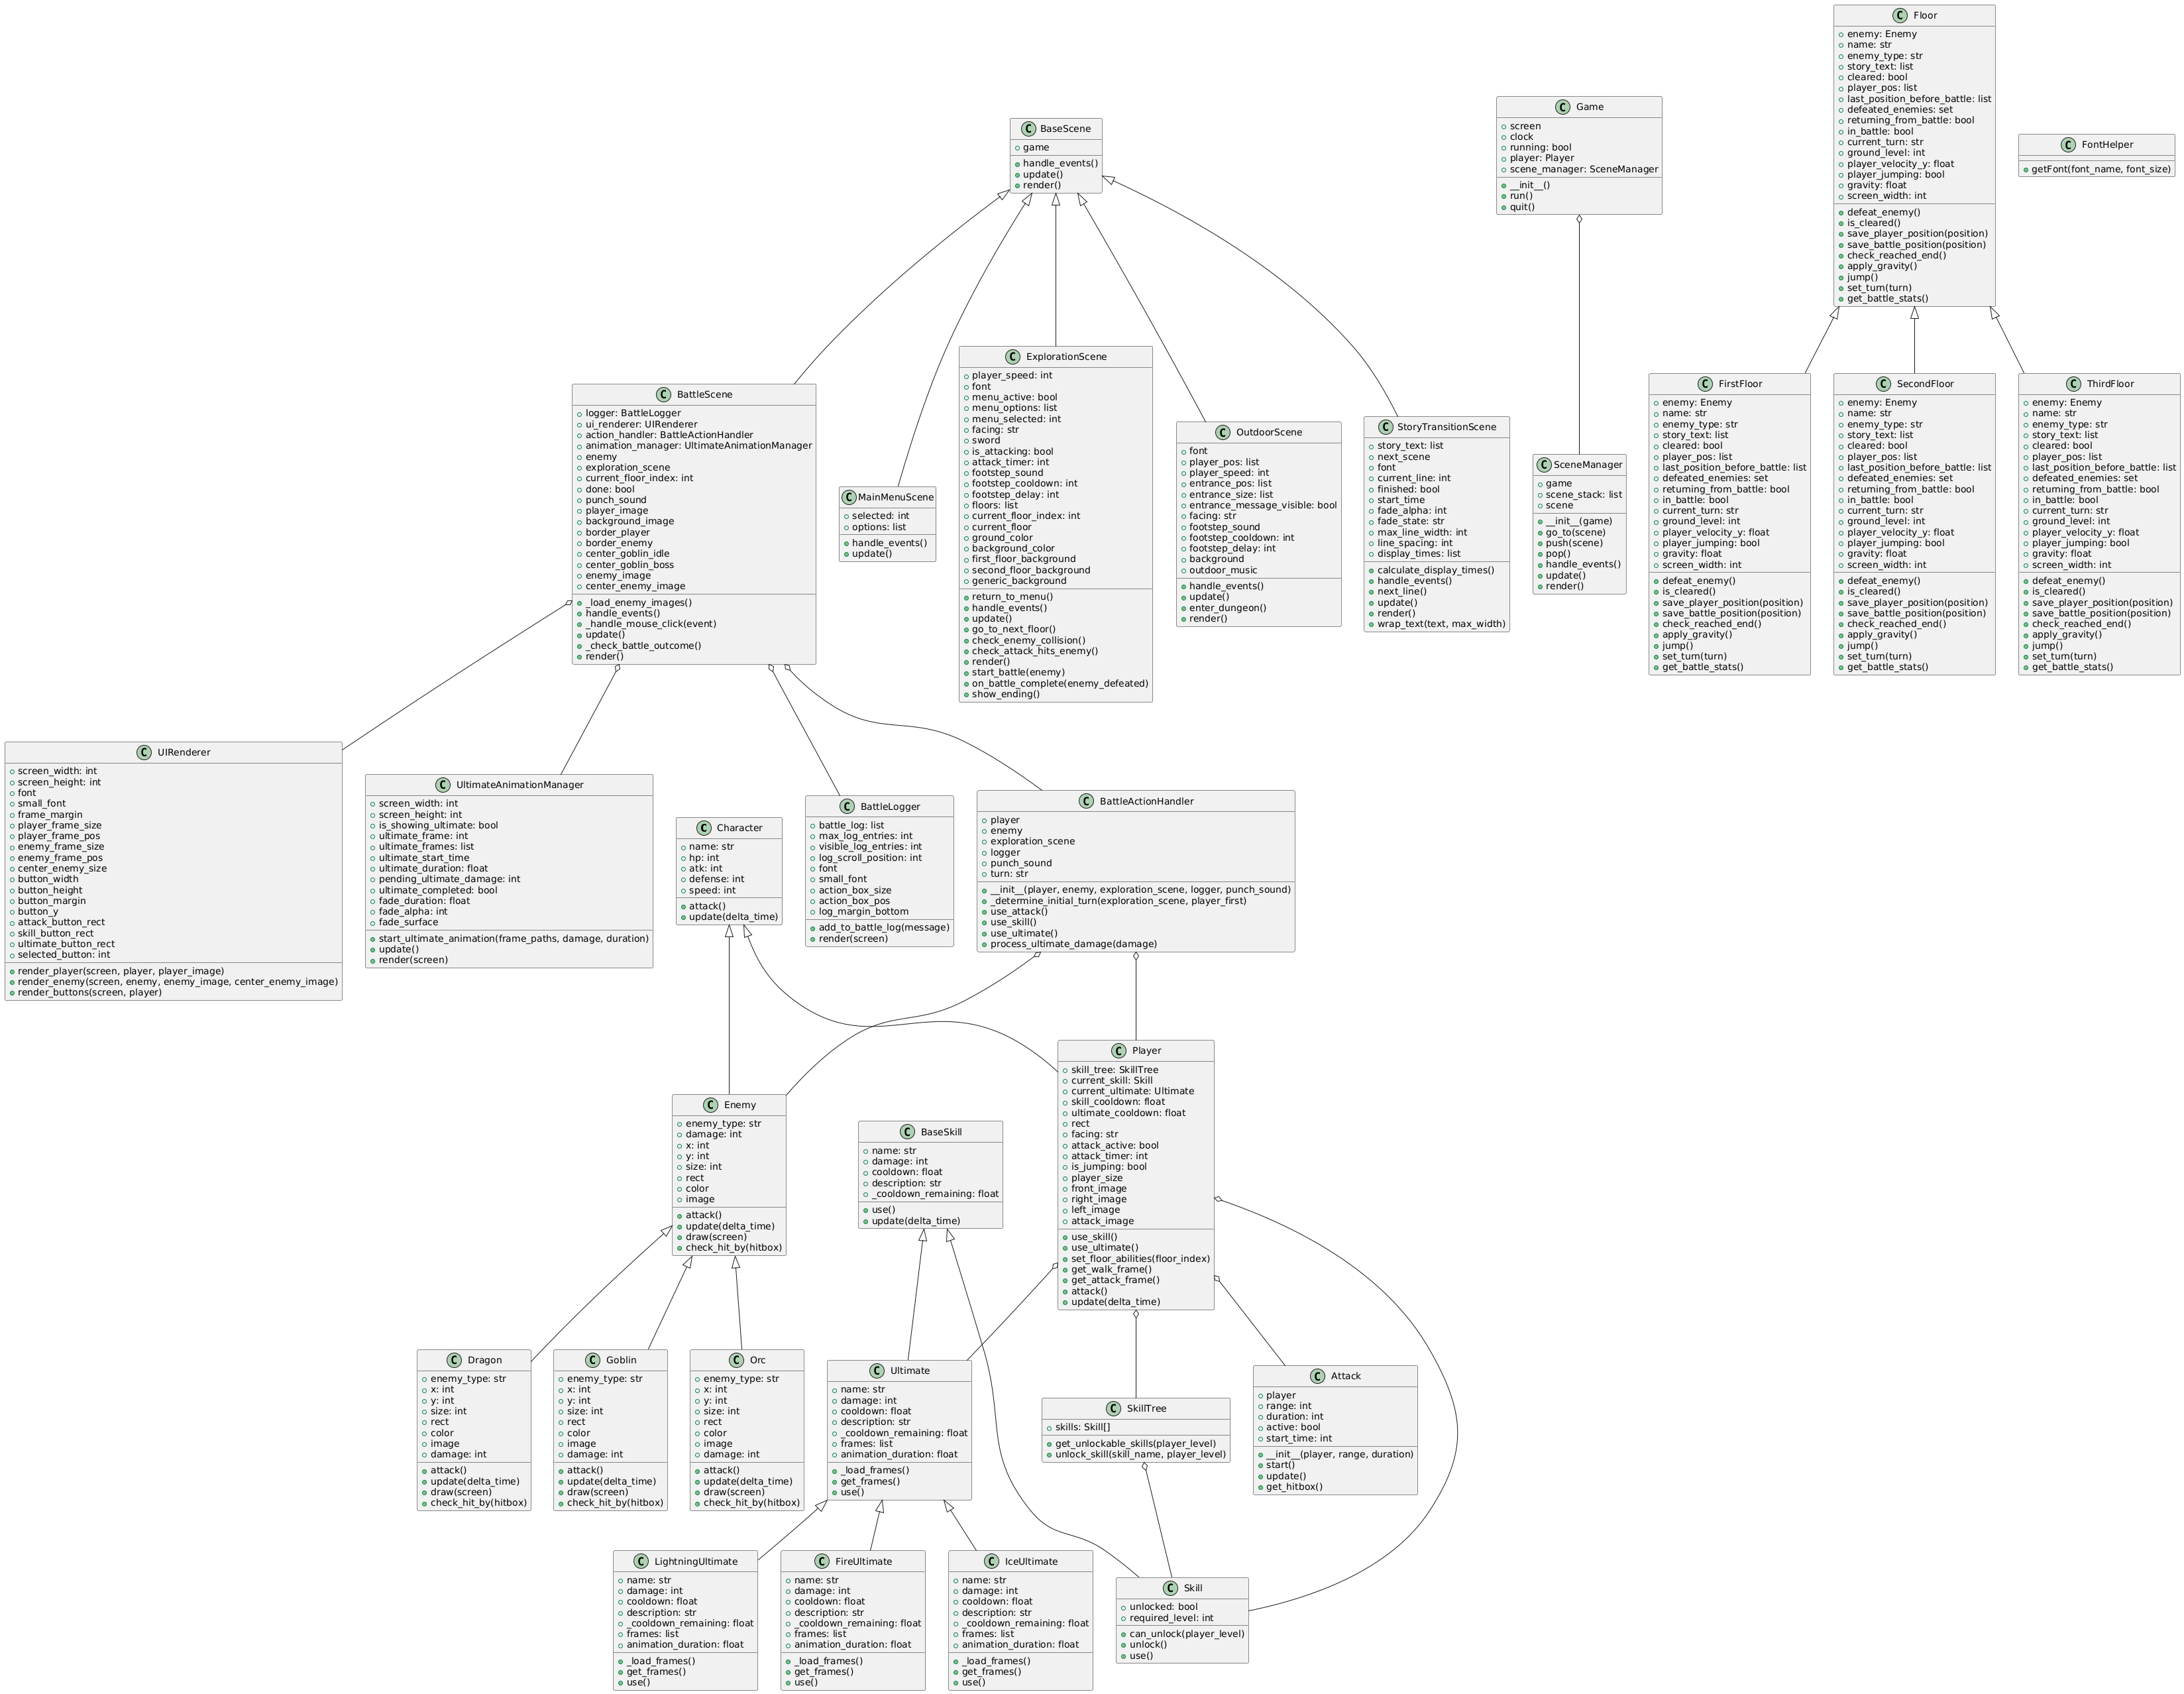 Floor
enemy: Enemy
name: str
enemy_type: str
story_text: list
cleared: bool
player_pos: list
last_position_before_battle: list
defeated_enemies: set
returning_from_battle: bool
in_battle: bool
current_turn: str
ground_level: int
player_velocity_y: float
player_jumping: bool
gravity: float
screen_width: int
defeat_enemy()
is_cleared()
save_player_position(position)
save_battle_position(position)
check_reached_end()
apply_gravity()
jump()
set_turn(turn)
get_battle_stats()
Game
screen
clock
running: bool
player: Player
scene_manager: SceneManager
__init__()
run()
quit()
BaseScene
game
handle_events()
update()
render()
FontHelper
getFont(font_name, font_size)
BattleScene
logger: BattleLogger
ui_renderer: UIRenderer
action_handler: BattleActionHandler
animation_manager: UltimateAnimationManager
enemy
exploration_scene
current_floor_index: int
done: bool
punch_sound
player_image
background_image
border_player
border_enemy
center_goblin_idle
center_goblin_boss
enemy_image
center_enemy_image
_load_enemy_images()
handle_events()
_handle_mouse_click(event)
update()
_check_battle_outcome()
render()
MainMenuScene
selected: int
options: list
handle_events()
update()
ExplorationScene
player_speed: int
font
menu_active: bool
menu_options: list
menu_selected: int
facing: str
sword
is_attacking: bool
attack_timer: int
footstep_sound
footstep_cooldown: int
footstep_delay: int
floors: list
current_floor_index: int
current_floor
ground_color
background_color
first_floor_background
second_floor_background
generic_background
return_to_menu()
handle_events()
update()
go_to_next_floor()
check_enemy_collision()
check_attack_hits_enemy()
render()
start_battle(enemy)
on_battle_complete(enemy_defeated)
show_ending()
OutdoorScene
font
player_pos: list
player_speed: int
entrance_pos: list
entrance_size: list
entrance_message_visible: bool
facing: str
footstep_sound
footstep_cooldown: int
footstep_delay: int
background
outdoor_music
handle_events()
update()
enter_dungeon()
render()
StoryTransitionScene
story_text: list
next_scene
font
current_line: int
finished: bool
start_time
fade_alpha: int
fade_state: str
max_line_width: int
line_spacing: int
display_times: list
calculate_display_times()
handle_events()
next_line()
update()
render()
wrap_text(text, max_width)
SceneManager
game
scene_stack: list
scene
__init__(game)
go_to(scene)
push(scene)
pop()
handle_events()
update()
render()
FirstFloor
enemy: Enemy
name: str
enemy_type: str
story_text: list
cleared: bool
player_pos: list
last_position_before_battle: list
defeated_enemies: set
returning_from_battle: bool
in_battle: bool
current_turn: str
ground_level: int
player_velocity_y: float
player_jumping: bool
gravity: float
screen_width: int
defeat_enemy()
is_cleared()
save_player_position(position)
save_battle_position(position)
check_reached_end()
apply_gravity()
jump()
set_turn(turn)
get_battle_stats()
SecondFloor
enemy: Enemy
name: str
enemy_type: str
story_text: list
cleared: bool
player_pos: list
last_position_before_battle: list
defeated_enemies: set
returning_from_battle: bool
in_battle: bool
current_turn: str
ground_level: int
player_velocity_y: float
player_jumping: bool
gravity: float
screen_width: int
defeat_enemy()
is_cleared()
save_player_position(position)
save_battle_position(position)
check_reached_end()
apply_gravity()
jump()
set_turn(turn)
get_battle_stats()
ThirdFloor
enemy: Enemy
name: str
enemy_type: str
story_text: list
cleared: bool
player_pos: list
last_position_before_battle: list
defeated_enemies: set
returning_from_battle: bool
in_battle: bool
current_turn: str
ground_level: int
player_velocity_y: float
player_jumping: bool
gravity: float
screen_width: int
defeat_enemy()
is_cleared()
save_player_position(position)
save_battle_position(position)
check_reached_end()
apply_gravity()
jump()
set_turn(turn)
get_battle_stats()
UIRenderer
screen_width: int
screen_height: int
font
small_font
frame_margin
player_frame_size
player_frame_pos
enemy_frame_size
enemy_frame_pos
center_enemy_size
button_width
button_height
button_margin
button_y
attack_button_rect
skill_button_rect
ultimate_button_rect
selected_button: int
render_player(screen, player, player_image)
render_enemy(screen, enemy, enemy_image, center_enemy_image)
render_buttons(screen, player)
UltimateAnimationManager
screen_width: int
screen_height: int
is_showing_ultimate: bool
ultimate_frame: int
ultimate_frames: list
ultimate_start_time
ultimate_duration: float
pending_ultimate_damage: int
ultimate_completed: bool
fade_duration: float
fade_alpha: int
fade_surface
start_ultimate_animation(frame_paths, damage, duration)
update()
render(screen)
Character
name: str
hp: int
atk: int
defense: int
speed: int
attack()
update(delta_time)
BattleLogger
battle_log: list
max_log_entries: int
visible_log_entries: int
log_scroll_position: int
font
small_font
action_box_size
action_box_pos
log_margin_bottom
add_to_battle_log(message)
render(screen)
BattleActionHandler
player
enemy
exploration_scene
logger
punch_sound
turn: str
__init__(player, enemy, exploration_scene, logger, punch_sound)
_determine_initial_turn(exploration_scene, player_first)
use_attack()
use_skill()
use_ultimate()
process_ultimate_damage(damage)
Enemy
enemy_type: str
damage: int
x: int
y: int
size: int
rect
color
image
attack()
update(delta_time)
draw(screen)
check_hit_by(hitbox)
BaseSkill
name: str
damage: int
cooldown: float
description: str
_cooldown_remaining: float
use()
update(delta_time)
Player
skill_tree: SkillTree
current_skill: Skill
current_ultimate: Ultimate
skill_cooldown: float
ultimate_cooldown: float
rect
facing: str
attack_active: bool
attack_timer: int
is_jumping: bool
player_size
front_image
right_image
left_image
attack_image
use_skill()
use_ultimate()
set_floor_abilities(floor_index)
get_walk_frame()
get_attack_frame()
attack()
update(delta_time)
Dragon
enemy_type: str
x: int
y: int
size: int
rect
color
image
damage: int
attack()
update(delta_time)
draw(screen)
check_hit_by(hitbox)
Goblin
enemy_type: str
x: int
y: int
size: int
rect
color
image
damage: int
attack()
update(delta_time)
draw(screen)
check_hit_by(hitbox)
Orc
enemy_type: str
x: int
y: int
size: int
rect
color
image
damage: int
attack()
update(delta_time)
draw(screen)
check_hit_by(hitbox)
Ultimate
name: str
damage: int
cooldown: float
description: str
_cooldown_remaining: float
frames: list
animation_duration: float
_load_frames()
get_frames()
use()
SkillTree
skills: Skill[]
get_unlockable_skills(player_level)
unlock_skill(skill_name, player_level)
Attack
player
range: int
duration: int
active: bool
start_time: int
__init__(player, range, duration)
start()
update()
get_hitbox()
LightningUltimate
name: str
damage: int
cooldown: float
description: str
_cooldown_remaining: float
frames: list
animation_duration: float
_load_frames()
get_frames()
use()
FireUltimate
name: str
damage: int
cooldown: float
description: str
_cooldown_remaining: float
frames: list
animation_duration: float
_load_frames()
get_frames()
use()
IceUltimate
name: str
damage: int
cooldown: float
description: str
_cooldown_remaining: float
frames: list
animation_duration: float
_load_frames()
get_frames()
use()
Skill
unlocked: bool
required_level: int
can_unlock(player_level)
unlock()
use()